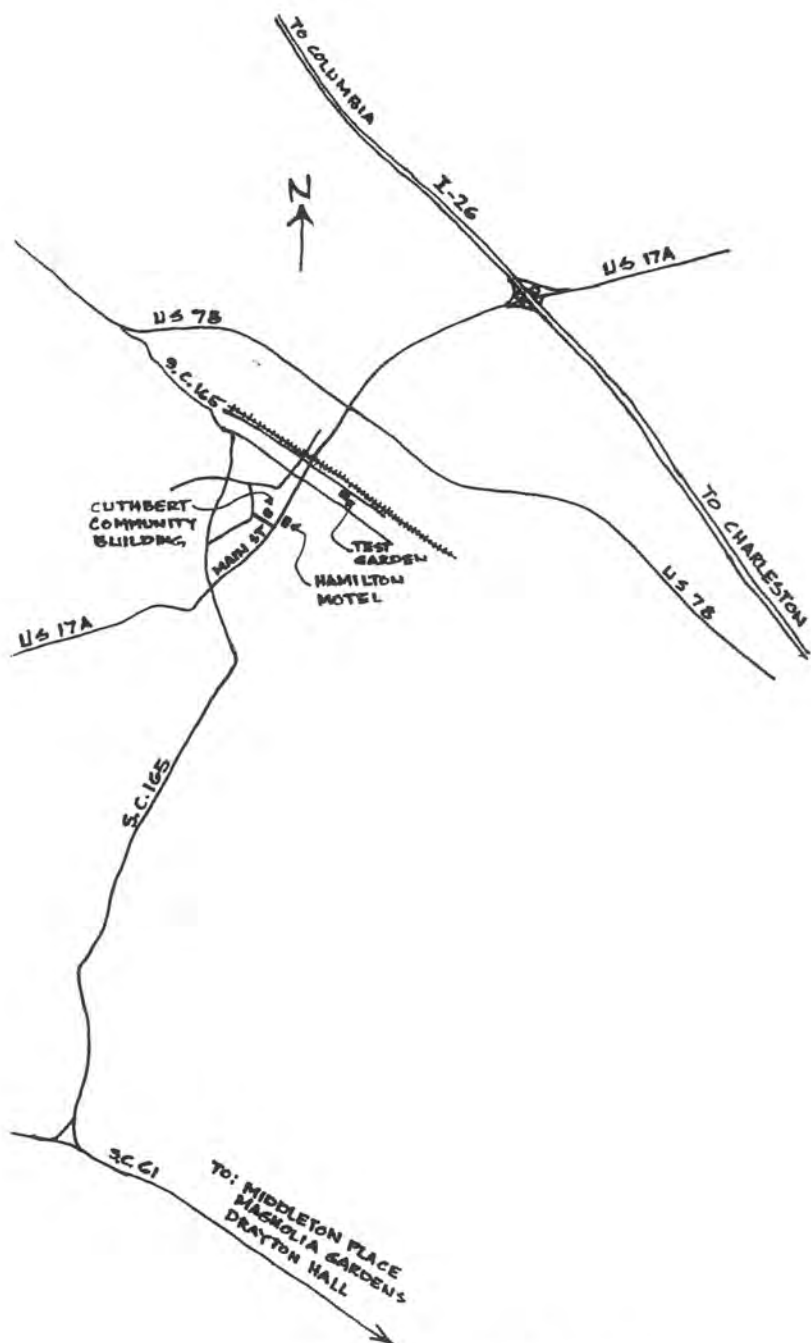 TO COLUMBIA
I-26
N
US 17A
US 78
S.C. 165
CUTHBERT
COMMUNITY
BUILDING
MAIN ST
TEST
GARDEN
HAMILTON
MOTEL
TO CHARLESTON
US 78
US 17A
S.C. 165
S.C. 61
TO: MIDDLETON PLACE
MAGNOLIA GARDENS
DRAYTON HALL